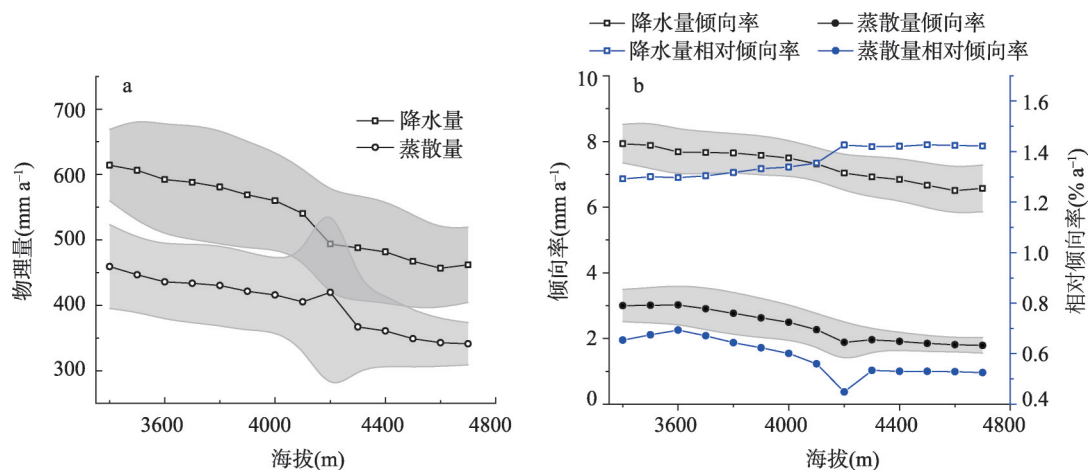 a
降水量
蒸散量
700
600
500
400
300
物理量(mm a⁻¹)
3600 4000 4400 4800
海拔(m)
降水量倾向率 蒸散量倾向率
降水量相对倾向率 蒸散量相对倾向率
b
10
8
6
4
2
0
倾向率(mm a⁻¹)
1.6
1.4
1.2
1.0
0.8
0.6
0.4
相对倾向率(% a⁻¹)
3600 4000 4400 4800
海拔(m)